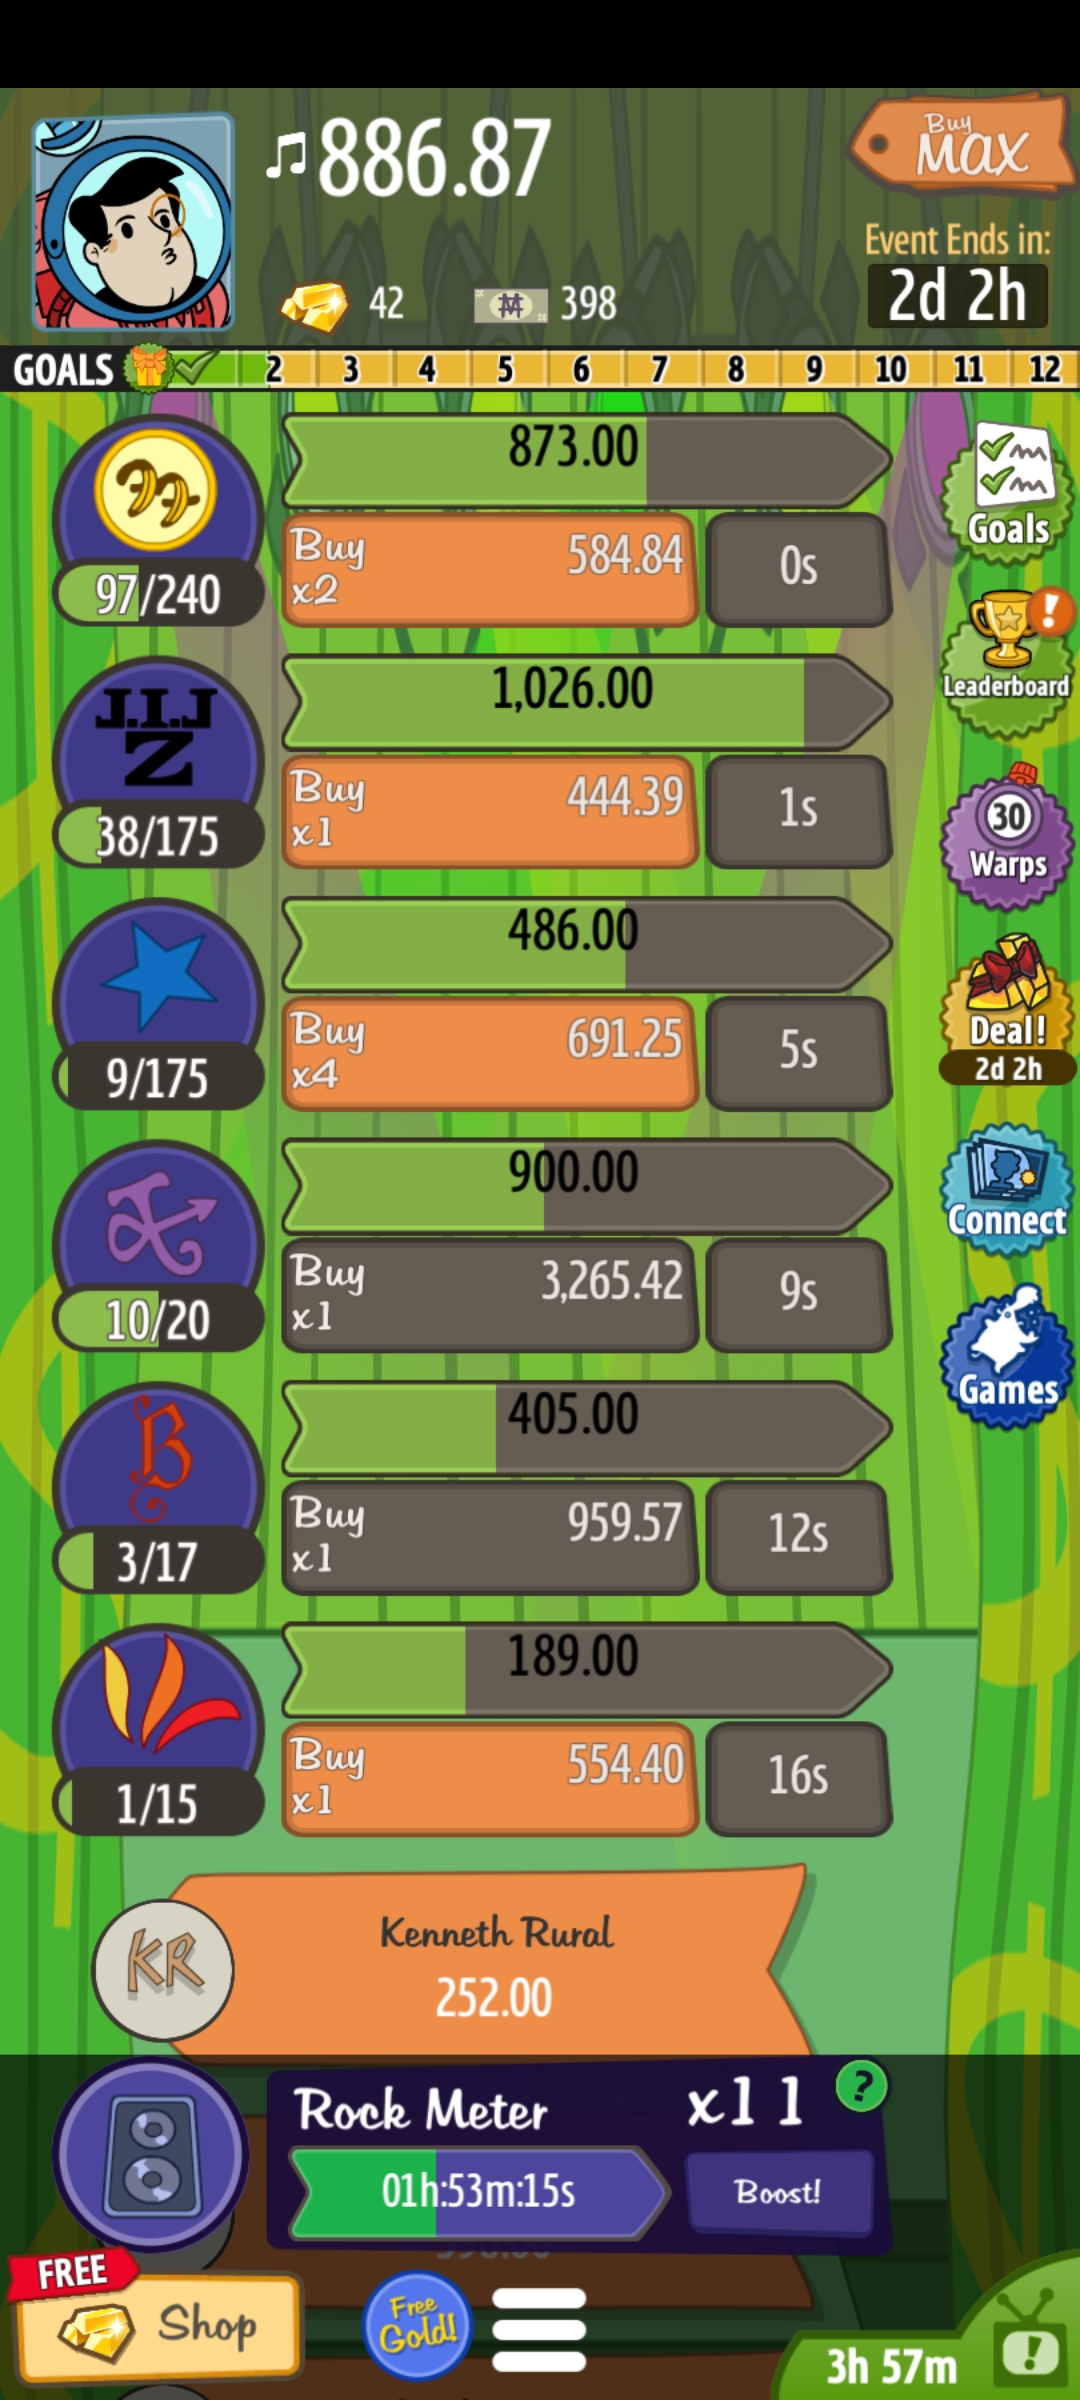 ♫886.87
Buy
MAX
Event Ends in:
2d 2h
42
398
GOALS 2 3 4 5 6 7 8 9 10 11 12
873.00
Buy
x2
584.84
0s
97/240
Goals
1,026.00
J.I.J
Z
Buy
x1
444.39
1s
38/175
Leaderboard
30
Warps
486.00
Buy
x4
691.25
5s
9/175
Deal!
2d 2h
900.00
Buy
x1
3,265.42
9s
10/20
Connect
Games
405.00
B
Buy
x1
959.57
12s
3/17
189.00
Buy
x1
554.40
16s
1/15
KR
Kenneth Rural
252.00
Rock Meter
x11
?
01h:53m:15s
Boost!
FREE
Shop
Free
Gold!
3h 57m
!